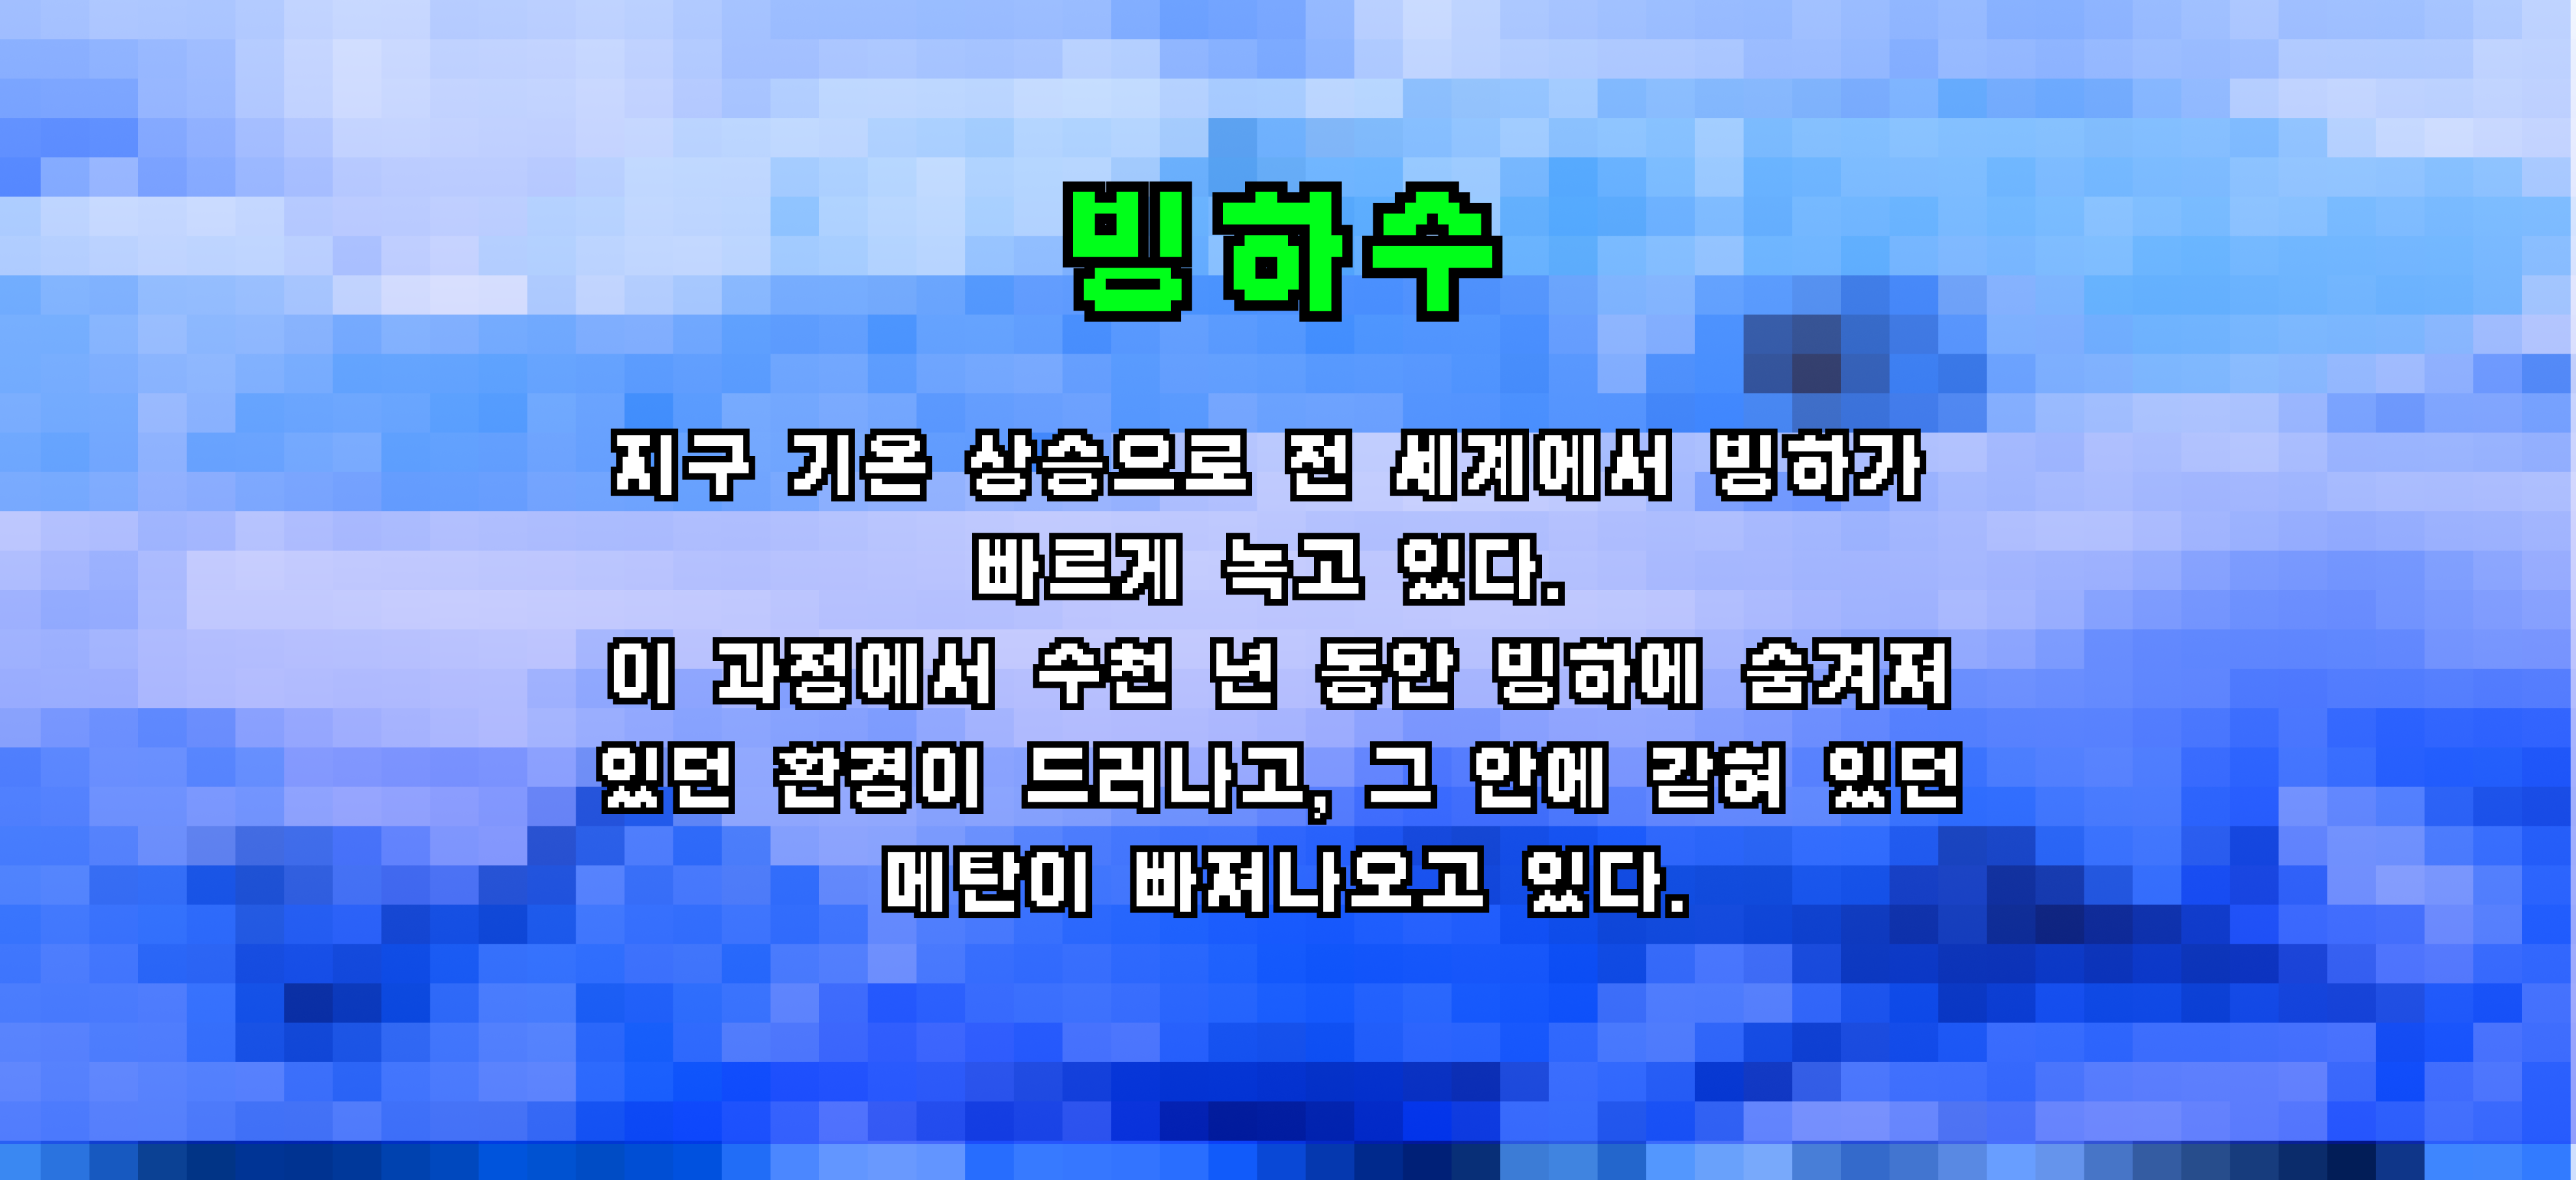 빙하수
지구 기온 상승으로 전 세계에서 빙하가
빠르게 녹고 있다.
이 과정에서 수천 년 동안 빙하에 숨겨져
있던 환경이 드러나고, 그 안에 갇혀 있던
메탄이 빠져나오고 있다.